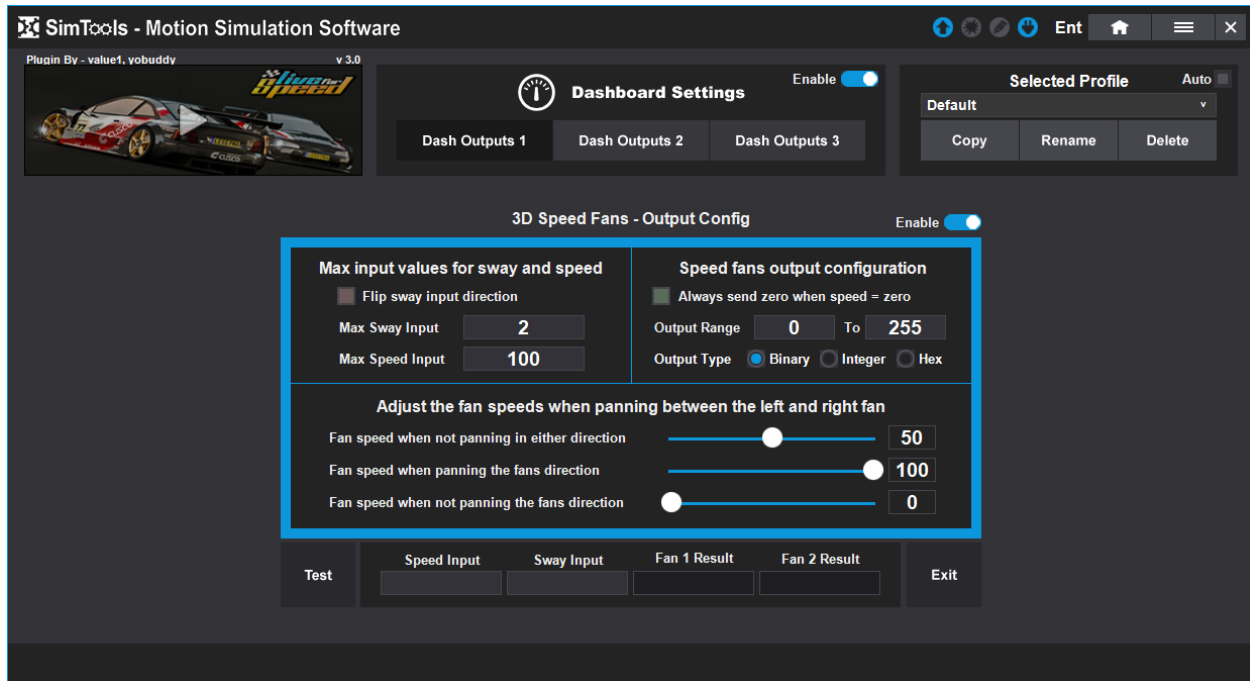 SimTools - Motion Simulation Software
Ent
Plugin By - value1, yobuddy
v 3.0
live for Speed
77
CUSCO
Dashboard Settings
Enable
Dash Outputs 1
Dash Outputs 2
Dash Outputs 3
Selected Profile
Auto
Default
Copy
Rename
Delete
3D Speed Fans - Output Config
Enable
Max input values for sway and speed
Flip sway input direction
Max Sway Input 2
Max Speed Input 100
Speed fans output configuration
Always send zero when speed = zero
Output Range 0 To 255
Output Type Binary Integer Hex
Adjust the fan speeds when panning between the left and right fan
Fan speed when not panning in either direction 50
Fan speed when panning the fans direction 100
Fan speed when not panning the fans direction 0
Test
Speed Input
Sway Input
Fan 1 Result
Fan 2 Result
Exit